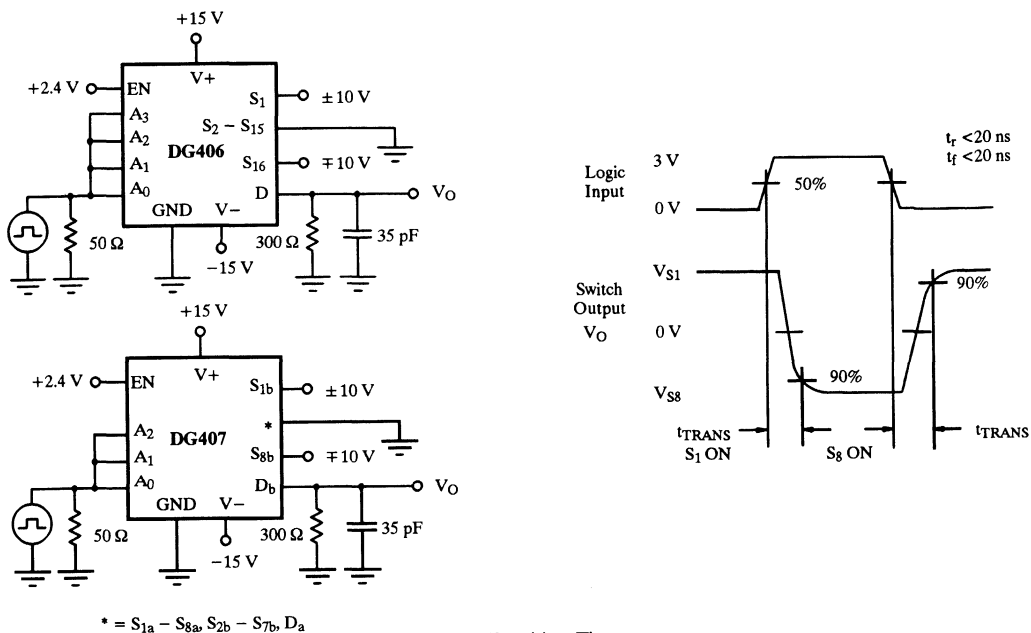 +15 V
+2.4 V
EN
V+
A3
A2
A1
A0
DG406
S1
±10 V
S2 − S15
S16
∓10 V
D
VO
GND
V−
50 Ω
−15 V
300 Ω
35 pF
+15 V
+2.4 V
EN
V+
A2
A1
A0
DG407
S1b
±10 V
*
S8b
∓10 V
Db
VO
GND
V−
50 Ω
−15 V
300 Ω
35 pF
* = S1a − S8a, S2b − S7b, Da
tr <20 ns
tf <20 ns
Logic
Input
3 V
50%
0 V
VS1
90%
Switch
Output
VO
0 V
90%
VS8
tTRANS
S1 ON
S8 ON
tTRANS